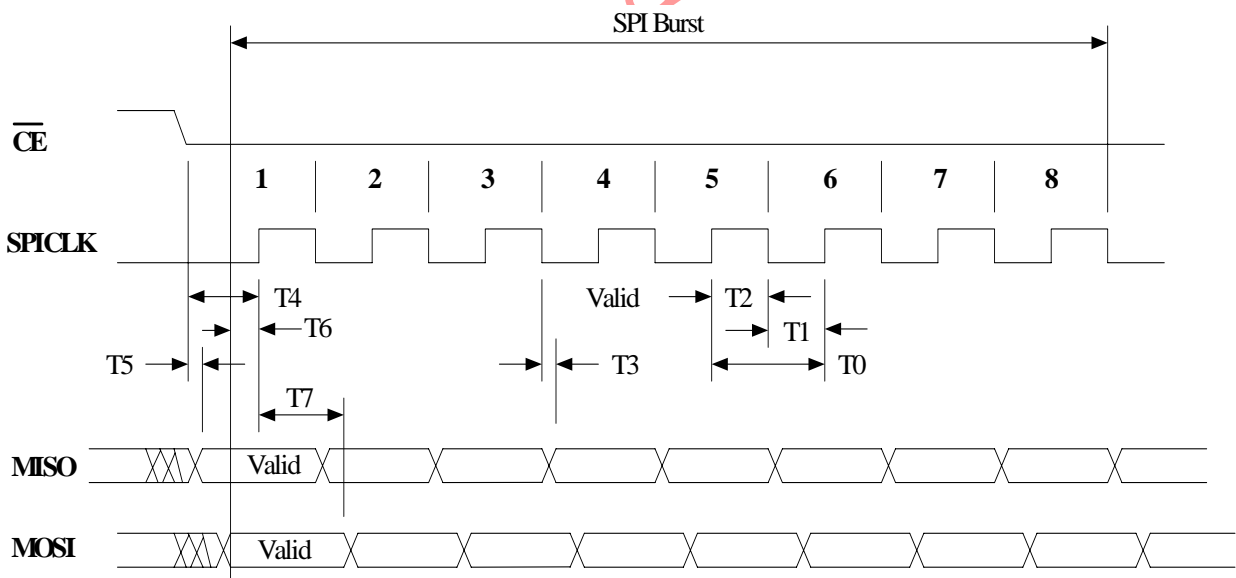 SPI Burst
CE
1 2 3 4 5 6 7 8
SPICLK
T4 Valid T2
T6 T1
T5 T3 T0
T7
MISO Valid
MOSI Valid